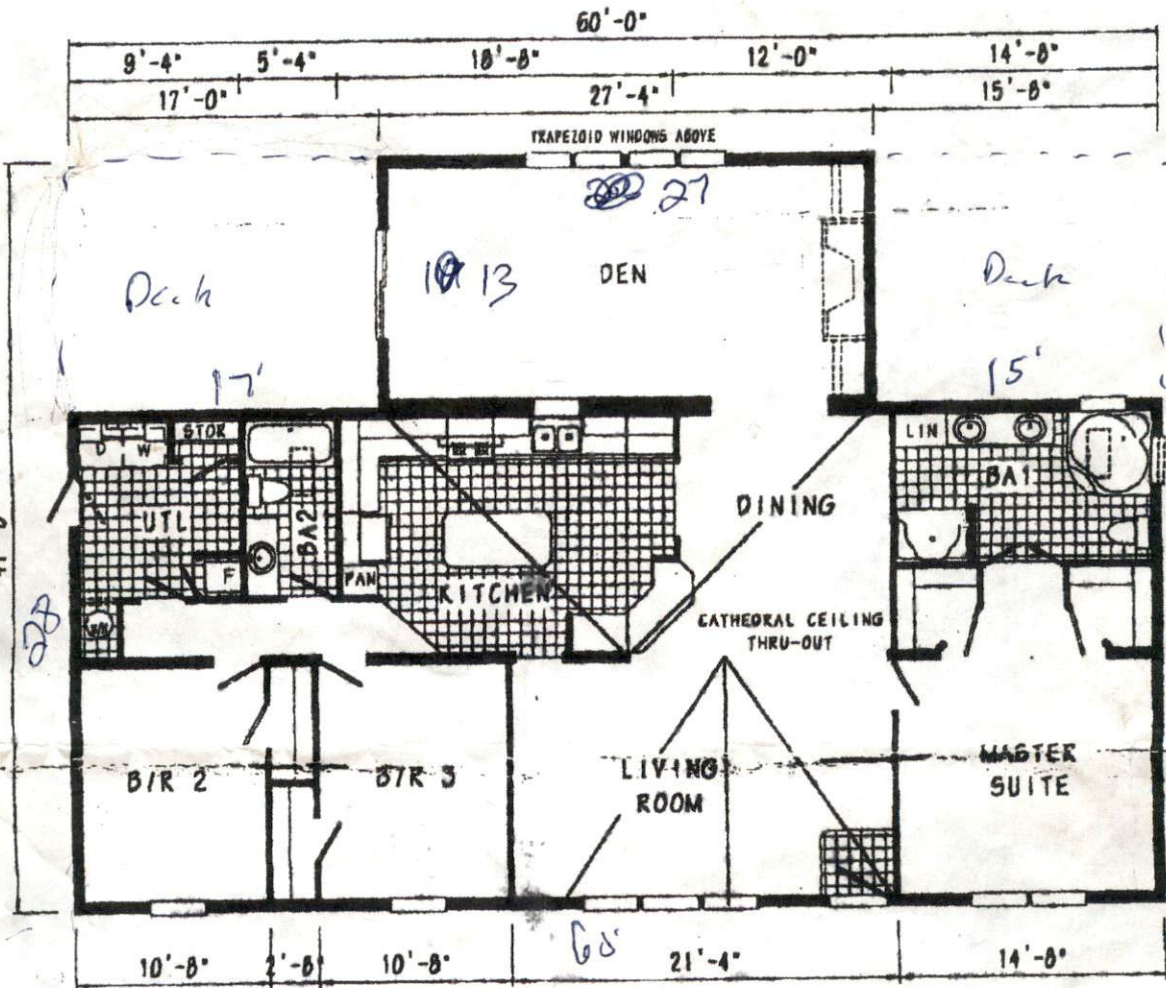 60'-0"
9'-4" 5'-4" 18'-8" 12'-0" 14'-8"
17'-0" 27'-4" 15'-8"
TRAPEZOID WINDOWS ABOVE
27
13 DEN
Deck
Deck
17'
15'
D W STOR
LIN
BA1
UTL
BA2
DINING
F
PAN
KITCHEN
W/H
28
CATHEDRAL CEILING
THRU-OUT
B/R 2
B/R 3
LIVING
ROOM
MASTER
SUITE
60'
10'-8" 2'-8" 10'-8" 21'-4" 14'-8"